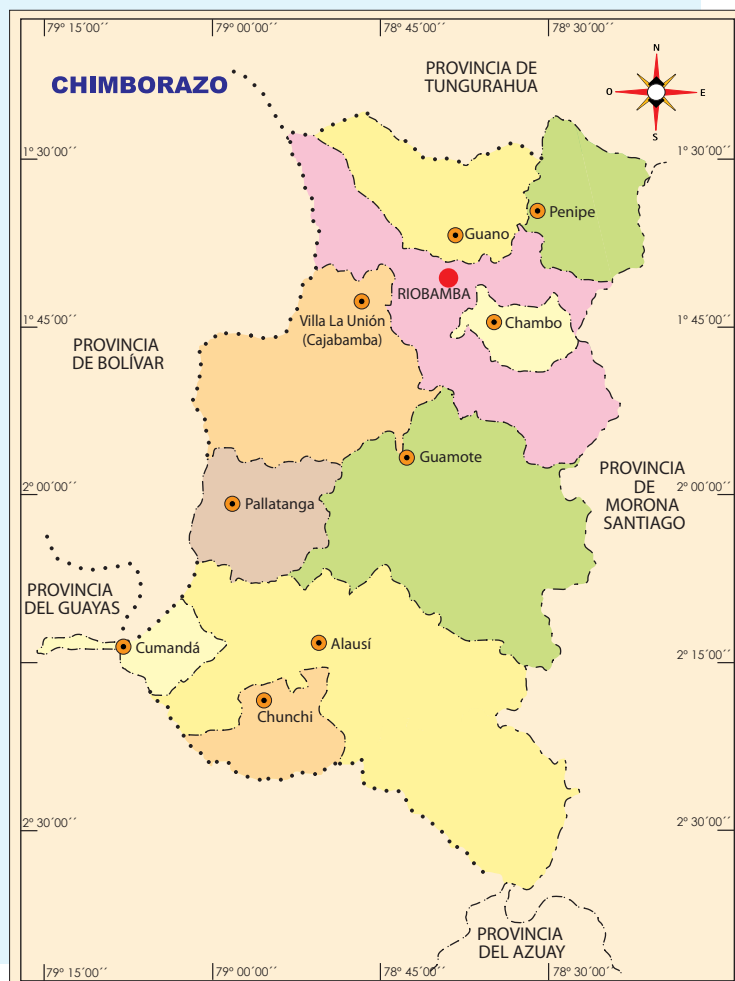 79° 15´00´´ 79° 00´00´´ 78° 45´00´´ 78° 30´00´´
CHIMBORAZO
PROVINCIA DE
TUNGURAHUA
N
O E
S
1° 30´00´´ 1° 30´00´´
Penipe
Guano
RIOBAMBA
Villa La Unión
(Cajabamba)
Chambo
1° 45´00´´ 1° 45´00´´
PROVINCIA
DE BOLÍVAR
Guamote
PROVINCIA
DE
MORONA
SANTIAGO
2° 00´00´´ 2° 00´00´´
Pallatanga
PROVINCIA
DEL GUAYAS
Cumandá
Alausí
2° 15´00´´
Chunchi
2° 30´00´´ 2° 30´00´´
PROVINCIA
DEL AZUAY
79° 15´00´´ 79° 00´00´´ 78° 45´00´´ 78° 30´00´´